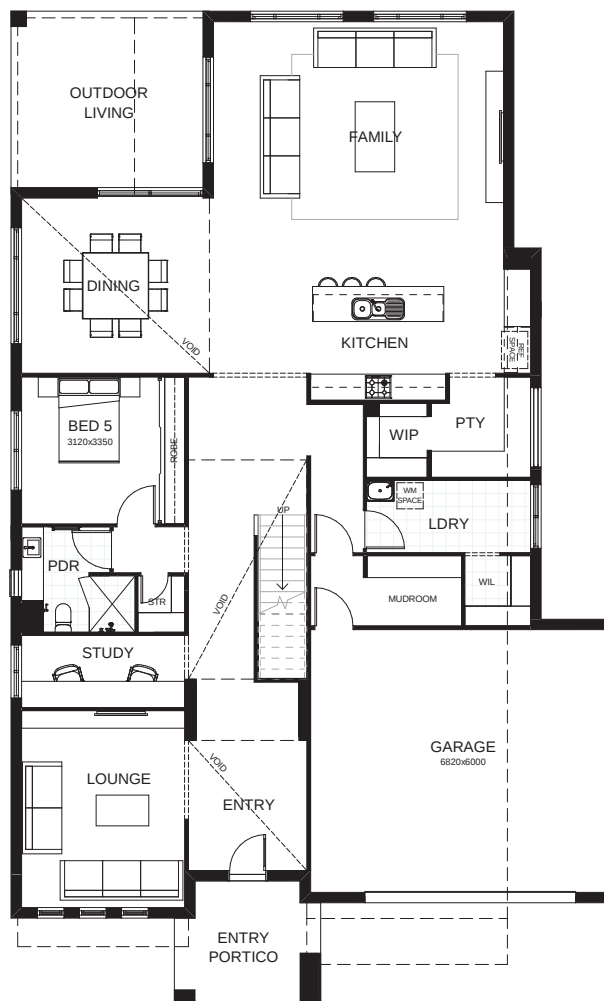 OUTDOOR
LIVING
FAMILY
DINING
VOID
KITCHEN
REF.
SPACE
BED 5
3120x3350
ROBE
WIP
PTY
WM
SPACE
LDRY
UP
PDR
STR
VOID
WIL
MUDROOM
STUDY
LOUNGE
VOID
ENTRY
GARAGE
6820x6000
ENTRY
PORTICO